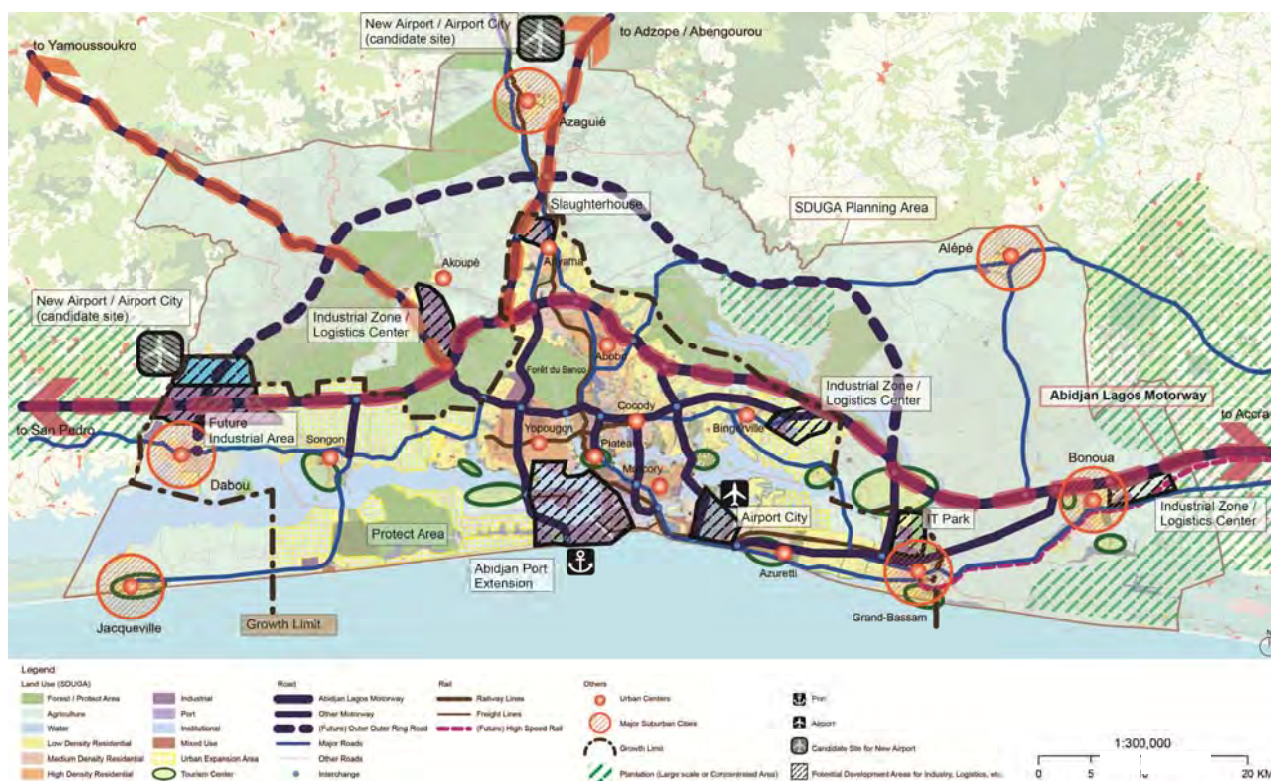 New Airport / Airport City
(candidate site)
to Yamoussokro
to Adzope / Abengourou
Azaguié
Slaughterhouse
SDUGA Planning Area
Alépé
Akoupé
Anyama
New Airport / Airport City
(candidate site)
Industrial Zone /
Logistics Center
Forêt du Banco
Abobo
Industrial Zone /
Logistics Center
Abidjan Lagos Motorway
to San Pedro
to Accra
Future
Industrial Area
Songon
Yopougon
Cocody
Plateau
Bingerville
Marcory
Bonoua
Dabou
Protect Area
Airport City
IT Park
Industrial Zone
Logistics Center
Abidjan Port
Extension
Azuretti
Grand-Bassam
Jacqueville
Growth Limit
N
Legend
Land Use (SDUGA)
Forest / Protect Area
Agriculture
Water
Low Density Residential
Medium Density Residential
High Density Residential
Industrial
Port
Institutional
Mixed Use
Urban Expansion Area
Tourism Center
Road
Abidjan Lagos Motorway
Other Motorway
(Future) Outer Outer Ring Road
Major Roads
Other Roads
Interchange
Rail
Railway Lines
Freight Lines
(Future) High Speed Rail
Others
Urban Centers
Major Suburban Cities
Growth Limit
Plantation (Large scale or Concentrated Area)
Port
Airport
Candidate Site for New Airport
Potential Development Areas for Industry, Logistics, etc.
1:300,000
0 5 20 KM